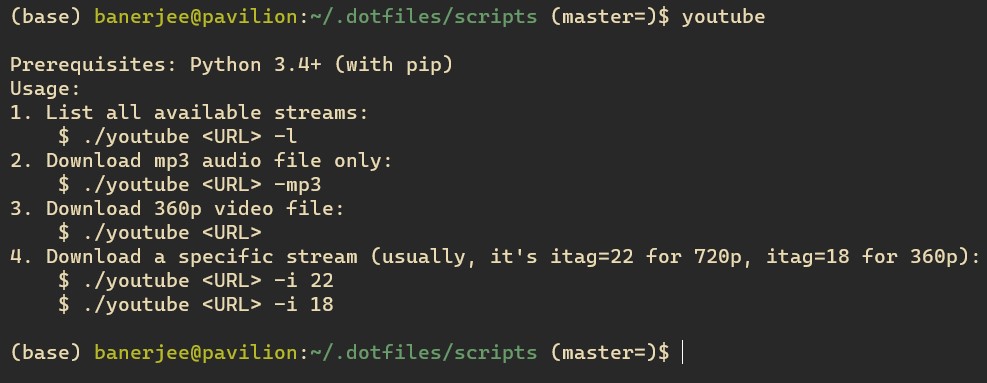 (base) banerjee@pavilion:~/.dotfiles/scripts (master=)$ youtube
Prerequisites: Python 3.4+ (with pip)
Usage:
1. List all available streams:
$ ./youtube <URL> -l
2. Download mp3 audio file only:
$ ./youtube <URL> -mp3
3. Download 360p video file:
$ ./youtube <URL>
4. Download a specific stream (usually, it's itag=22 for 720p, itag=18 for 360p):
$ ./youtube <URL> -i 22
$ ./youtube <URL> -i 18
(base) banerjee@pavilion:~/.dotfiles/scripts (master=)$